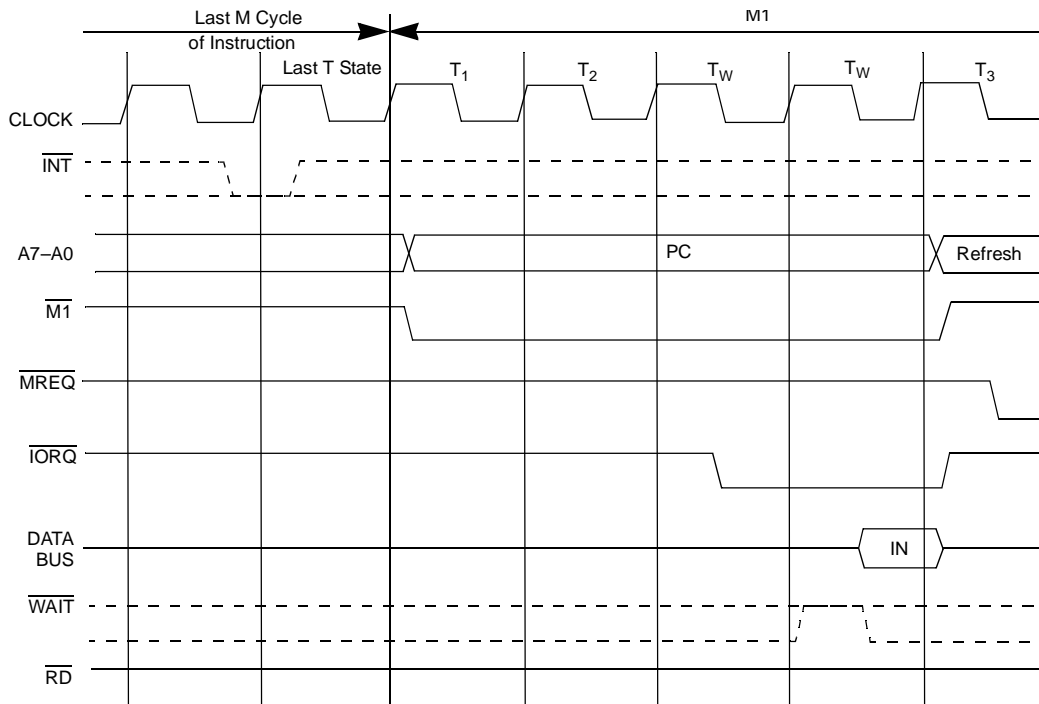 Last M Cycle
of Instruction
M1
Last T State
T1
T2
TW
TW
T3
CLOCK
INT
A7–A0
PC
Refresh
M1
MREQ
IORQ
DATA
BUS
IN
WAIT
RD